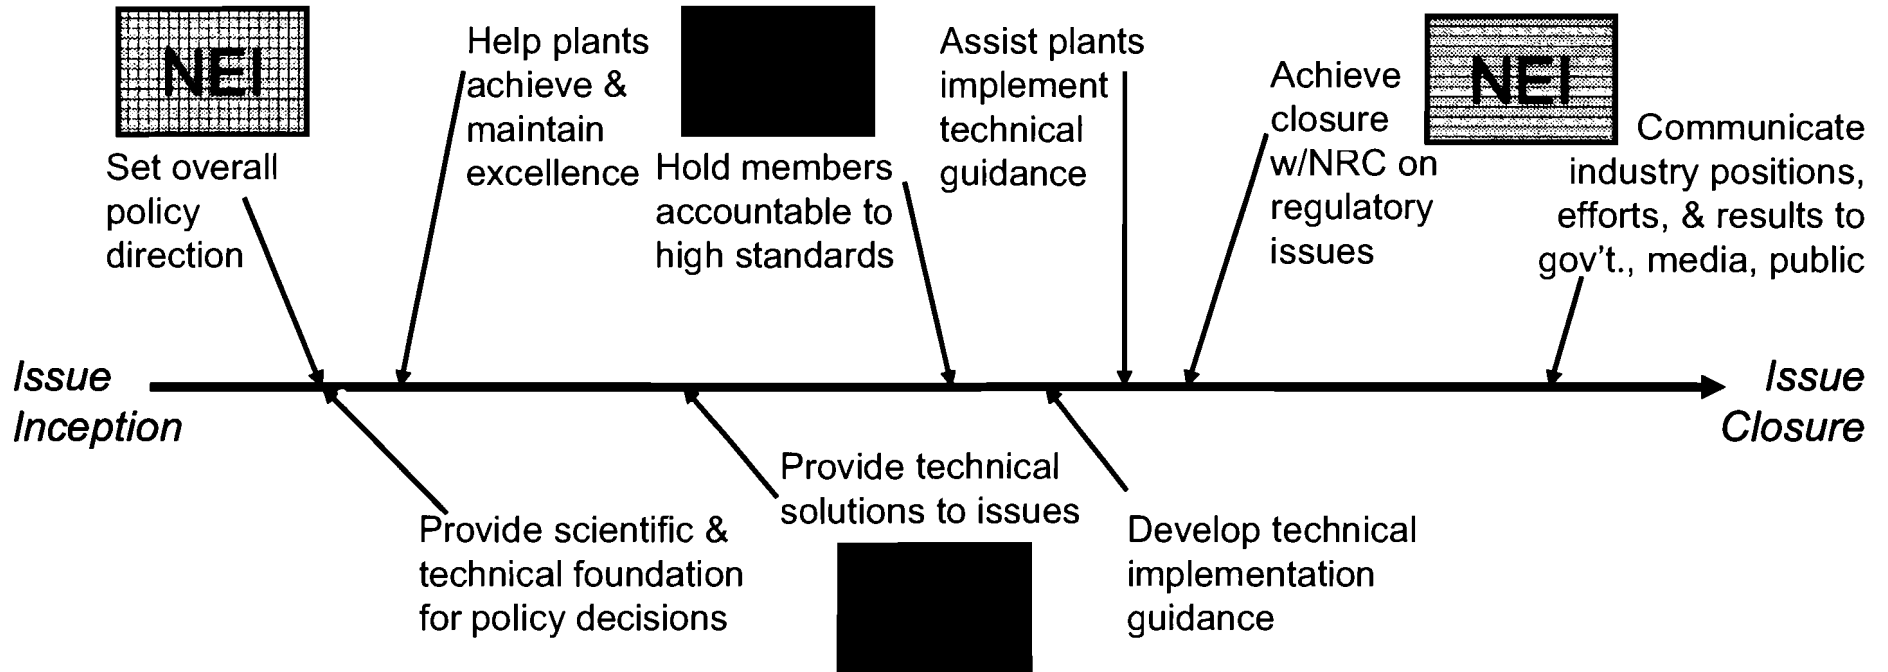 NEI
Set overall
policy
direction
Help plants
achieve &
maintain
excellence
Hold members
accountable to
high standards
Assist plants
implement
technical
guidance
Achieve
closure
w/NRC on
regulatory
issues
NEI
Communicate
industry positions,
efforts, & results to
gov't., media, public
Issue
Inception
Issue
Closure
Provide scientific &
technical foundation
for policy decisions
Provide technical
solutions to issues
Develop technical
implementation
guidance